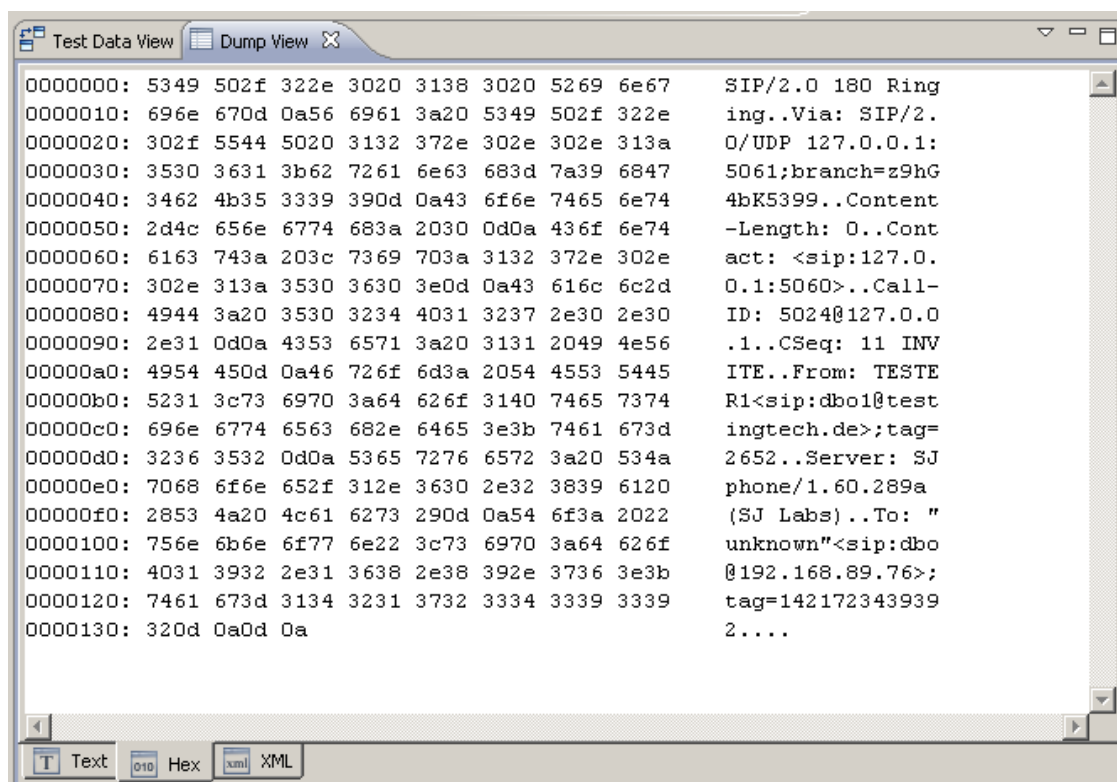 Test Data View Dump View
0000000: 5349 502f 322e 3020 3138 3020 5269 6e67 SIP/2.0 180 Ring
0000010: 696e 670d 0a56 6961 3a20 5349 502f 322e ing..Via: SIP/2.
0000020: 302f 5544 5020 3132 372e 302e 302e 313a 0/UDP 127.0.0.1:
0000030: 3530 3631 3b62 7261 6e63 683d 7a39 6847 5061;branch=z9hG
0000040: 3462 4b35 3339 390d 0a43 6f6e 7465 6e74 4bK5399..Content
0000050: 2d4c 656e 6774 683a 2030 0d0a 436f 6e74 -Length: 0..Cont
0000060: 6163 743a 203c 7369 703a 3132 372e 302e act: <sip:127.0.
0000070: 302e 313a 3530 3630 3e0d 0a43 616c 6c2d 0.1:5060>..Call-
0000080: 4944 3a20 3530 3234 4031 3237 2e30 2e30 ID: 5024@127.0.0
0000090: 2e31 0d0a 4353 6571 3a20 3131 2049 4e56 .1..CSeq: 11 INV
00000a0: 4954 450d 0a46 726f 6d3a 2054 4553 5445 ITE..From: TESTE
00000b0: 5231 3c73 6970 3a64 626f 3140 7465 7374 R1<sip:dbo1@test
00000c0: 696e 6774 6563 682e 6465 3e3b 7461 673d ingtech.de>;tag=
00000d0: 3236 3532 0d0a 5365 7276 6572 3a20 534a 2652..Server: SJ
00000e0: 7068 6f6e 652f 312e 3630 2e32 3839 6120 phone/1.60.289a
00000f0: 2853 4a20 4c61 6273 290d 0a54 6f3a 2022 (SJ Labs)..To: "
0000100: 756e 6b6e 6f77 6e22 3c73 6970 3a64 626f unknown"<sip:dbo
0000110: 4031 3932 2e31 3638 2e38 392e 3736 3e3b @192.168.89.76>;
0000120: 7461 673d 3134 3231 3732 3334 3339 3339 tag=142172343939
0000130: 320d 0a0d 0a 2....
T Text 010 Hex xml XML